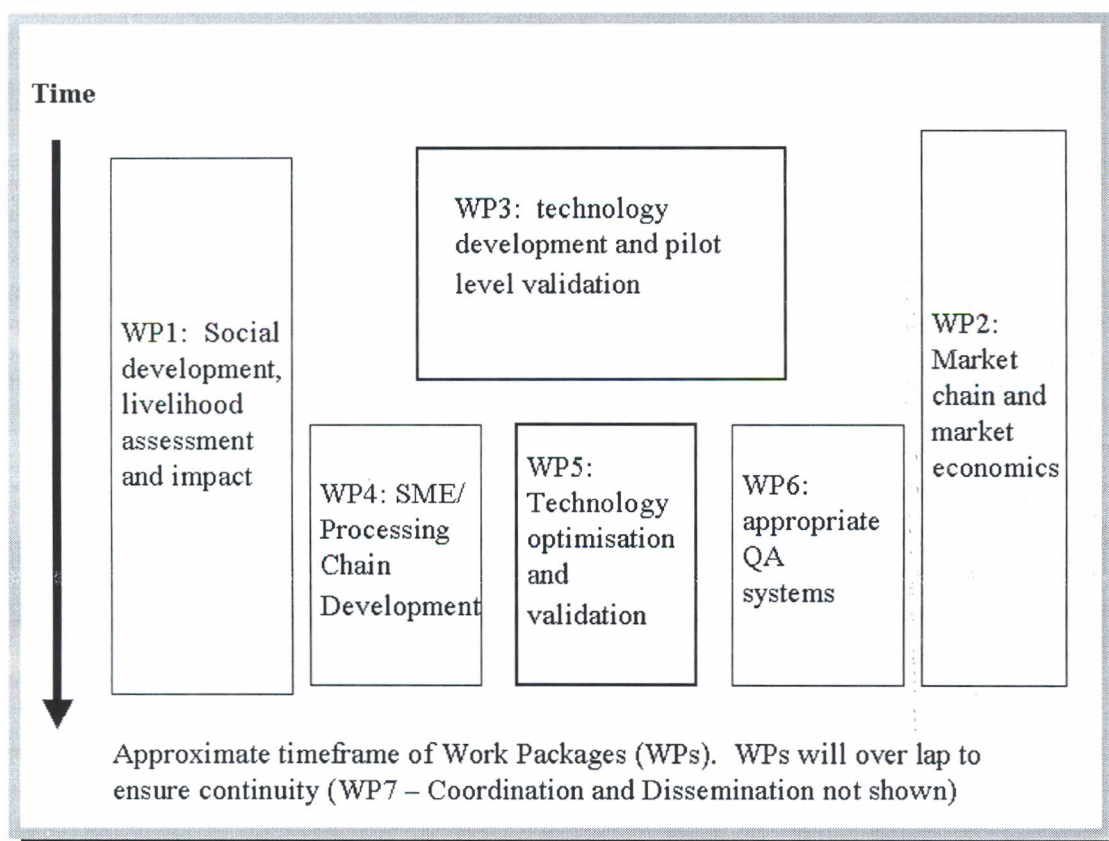 Time
WP3: technology
development and pilot
level validation
WP1: Social
development,
livelihood
assessment
and impact
WP2:
Market
chain and
market
economics
WP4: SME/
Processing
Chain
Development
WP5:
Technology
optimisation
and
validation
WP6:
appropriate
QA
systems
Approximate timeframe of Work Packages (WPs). WPs will over lap to
ensure continuity (WP7 – Coordination and Dissemination not shown)